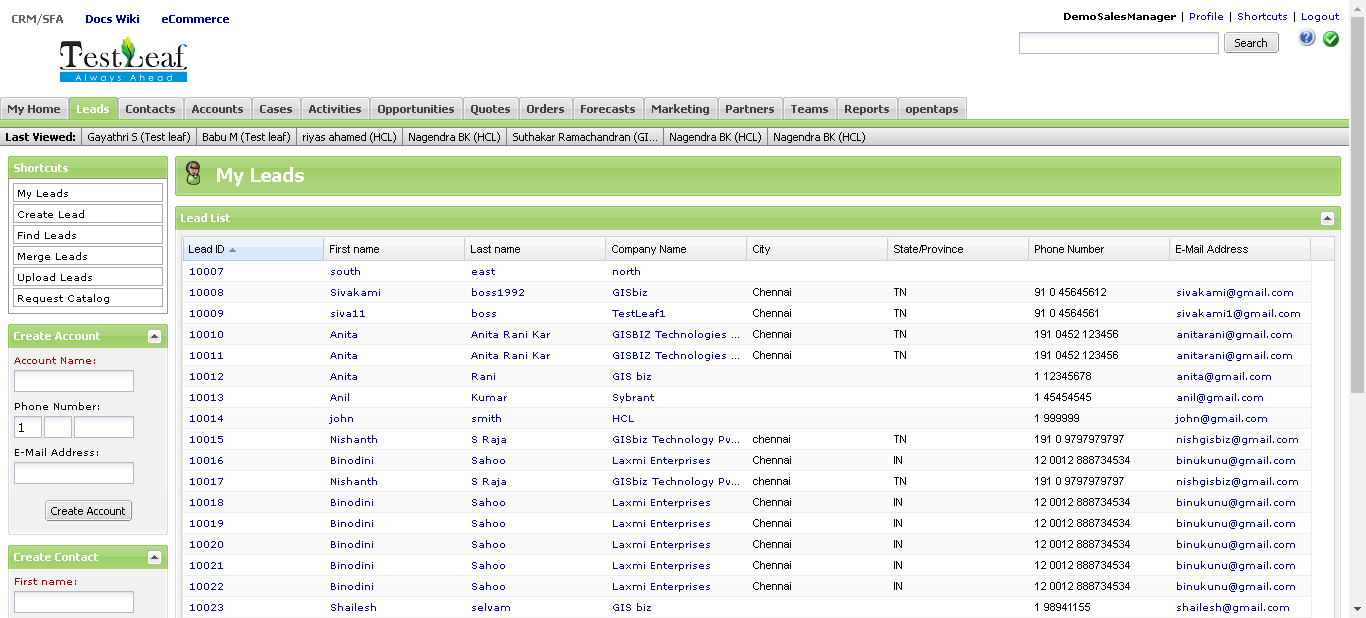 CRM/SFA Docs Wiki eCommerce
DemoSalesManager | Profile | Shortcuts | Logout
TestLeaf
Always Ahead
Search
My Home Leads Contacts Accounts Cases Activities Opportunities Quotes Orders Forecasts Marketing Partners Teams Reports opentaps
Last Viewed: Gayathri S (Test leaf) Babu M (Test leaf) riyas ahamed (HCL) Nagendra BK (HCL) Suthakar Ramachandran (GI... Nagendra BK (HCL) Nagendra BK (HCL)
Shortcuts
My Leads
Create Lead
Find Leads
Merge Leads
Upload Leads
Request Catalog
Create Account
Account Name:
Phone Number:
1
E-Mail Address:
Create Account
Create Contact
First name:
My Leads
Lead List
Lead ID First name Last name Company Name City State/Province Phone Number E-Mail Address
10007 south east north
10008 Sivakami boss1992 GISbiz Chennai TN 91 0 45645612 sivakami@gmail.com
10009 siva11 boss TestLeaf1 Chennai TN 91 0 4564561 sivakami1@gmail.com
10010 Anita Anita Rani Kar GISBIZ Technologies ... Chennai TN 191 0452 123456 anitarani@gmail.com
10011 Anita Anita Rani Kar GISBIZ Technologies ... Chennai TN 191 0452 123456 anitarani@gmail.com
10012 Anita Rani GIS biz 1 12345678 anita@gmail.com
10013 Anil Kumar Sybrant 1 45454545 anil@gmail.com
10014 john smith HCL 1 999999 john@gmail.com
10015 Nishanth S Raja GISbiz Technology Pv... chennai TN 191 0 9797979797 nishgisbiz@gmail.com
10016 Binodini Sahoo Laxmi Enterprises Chennai IN 12 0012 888734534 binukunu@gmail.com
10017 Nishanth S Raja GISbiz Technology Pv... chennai TN 191 0 9797979797 nishgisbiz@gmail.com
10018 Binodini Sahoo Laxmi Enterprises Chennai IN 12 0012 888734534 binukunu@gmail.com
10019 Binodini Sahoo Laxmi Enterprises Chennai IN 12 0012 888734534 binukunu@gmail.com
10020 Binodini Sahoo Laxmi Enterprises Chennai IN 12 0012 888734534 binukunu@gmail.com
10021 Binodini Sahoo Laxmi Enterprises Chennai IN 12 0012 888734534 binukunu@gmail.com
10022 Binodini Sahoo Laxmi Enterprises Chennai IN 12 0012 888734534 binukunu@gmail.com
10023 Shailesh selvam GIS biz 1 98941155 shailesh@gmail.com